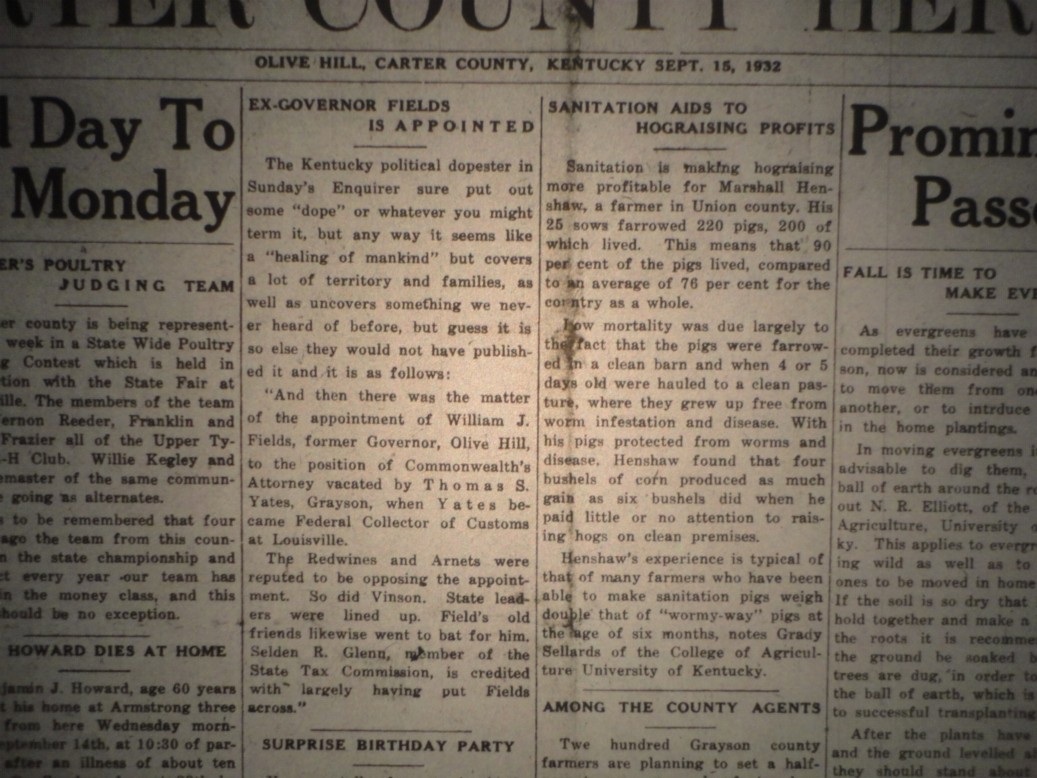 RTER COUNTY HER
OLIVE HILL, CARTER COUNTY, KENTUCKY SEPT. 15, 1932
l Day To
Monday
ER'S POULTRY
JUDGING TEAM
er county is being represent-
week in a State Wide Poultry
g Contest which is held in
tion with the State Fair at
ille. The members of the team
ernon Reeder, Franklin and
Frazier all of the Upper Ty-
-H Club. Willie Kegley and
emaster of the same commun-
e going as alternates.
s to be remembered that four
ago the team from this coun-
n the state championship and
ct every year our team has
in the money class, and this
hould be no exception.
HOWARD DIES AT HOME
jamin J. Howard, age 60 years
t his home at Armstrong three
from here Wednesday morn-
eptember 14th, at 10:30 of par-
after an illness of about ten
EX-GOVERNOR FIELDS
IS APPOINTED
The Kentucky political dopester in
Sunday's Enquirer sure put out
some "dope" or whatever you might
term it, but any way it seems like
a "healing of mankind" but covers
a lot of territory and families, as
well as uncovers something we nev-
er heard of before, but guess it is
so else they would not have publish-
ed it and it is as follows:
"And then there was the matter
of the appointment of William J.
Fields, former Governor, Olive Hill,
to the position of Commonwealth's
Attorney vacated by Thomas S.
Yates, Grayson, when Yates be-
came Federal Collector of Customs
at Louisville.
The Redwines and Arnets were
reputed to be opposing the appoint-
ment. So did Vinson. State lead-
ers were lined up. Field's old
friends likewise went to bat for him.
Selden R. Glenn, member of the
State Tax Commission, is credited
with largely having put Fields
across."
SURPRISE BIRTHDAY PARTY
SANITATION AIDS TO
HOGRAISING PROFITS
Sanitation is making hograising
more profitable for Marshall Hen-
shaw, a farmer in Union county. His
25 sows farrowed 220 pigs, 200 of
which lived. This means that 90
per cent of the pigs lived, compared
to an average of 76 per cent for the
country as a whole.
Low mortality was due largely to
the fact that the pigs were farrow-
ed in a clean barn and when 4 or 5
days old were hauled to a clean pas-
ture, where they grew up free from
worm infestation and disease. With
his pigs protected from worms and
disease, Henshaw found that four
bushels of corn produced as much
gain as six bushels did when he
paid little or no attention to rais-
ing hogs on clean premises.
Henshaw's experience is typical of
that of many farmers who have been
able to make sanitation pigs weigh
double that of "wormy-way" pigs at
the age of six months, notes Grady
Sellards of the College of Agricul-
ture University of Kentucky.
AMONG THE COUNTY AGENTS
Two hundred Grayson county
farmers are planning to set a half-
Promin
Passe
FALL IS TIME TO
MAKE EVE
As evergreens have
completed their growth f
son, now is considered an
to move tHem from one
another, or to intrduce
in the home plantings.
In moving evergreens i
advisable to dig them,
ball of earth around the ro
out N. R. Elliott, of the
Agriculture, University o
ky. This applies to evergr
ing wild as well as to
ones to be moved in home
If the soil is so dry that
hold together and make a
the roots it is recomme
the ground be soaked b
trees are dug, in order to
the ball of earth, which is
to successful transplanting
After the plants have
and the ground levelled a
they should stand about